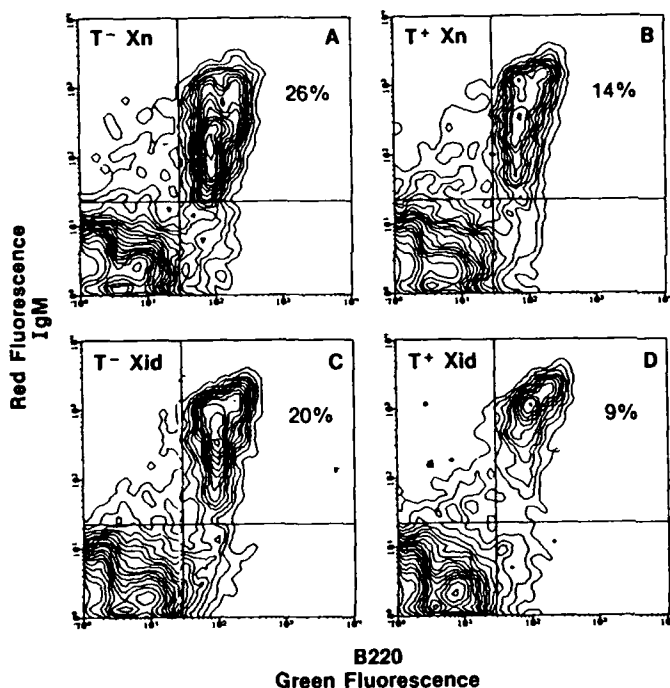 T⁻ Xn
A
26%
T⁺ Xn
B
14%
T⁻ Xid
C
20%
T⁺ Xid
D
9%
Red Fluorescence
IgM
B220
Green Fluorescence